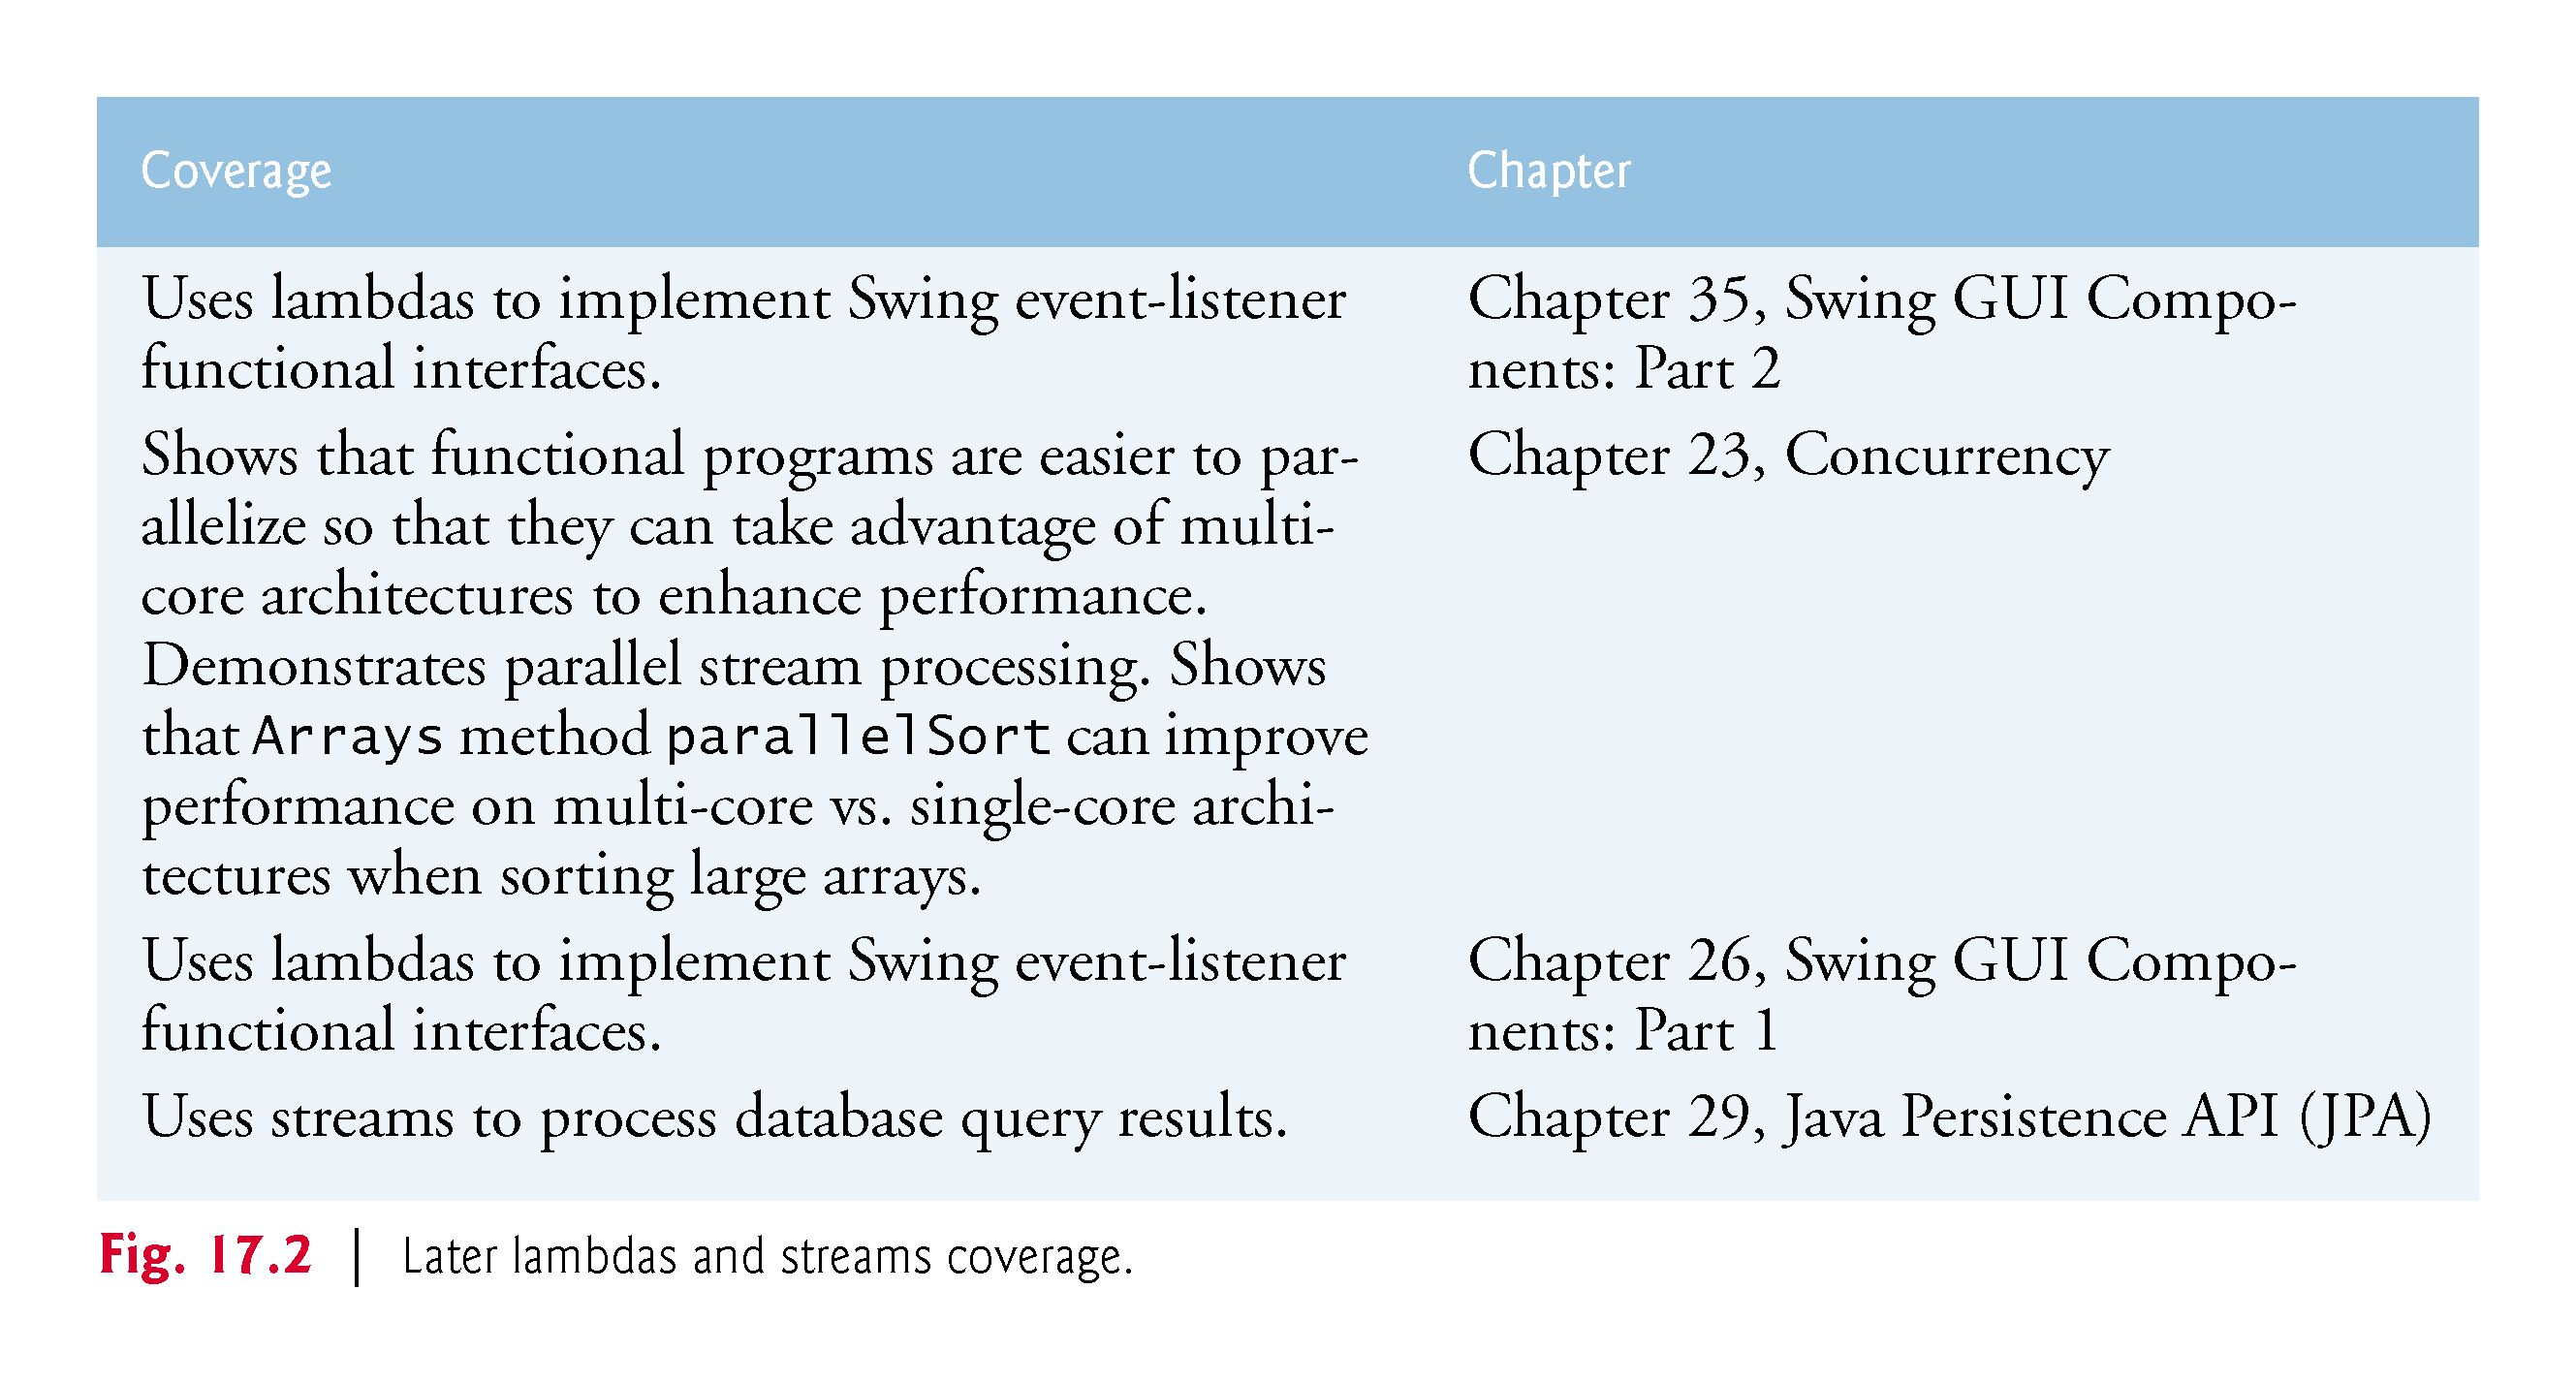 Coverage Chapter
Uses lambdas to implement Swing event-listener
functional interfaces.
Chapter 35, Swing GUI Compo-
nents: Part 2
Shows that functional programs are easier to par-
allelize so that they can take advantage of multi-
core architectures to enhance performance.
Demonstrates parallel stream processing. Shows
that Arrays method parallelSort can improve
performance on multi-core vs. single-core archi-
tectures when sorting large arrays.
Chapter 23, Concurrency
Uses lambdas to implement Swing event-listener
functional interfaces.
Chapter 26, Swing GUI Compo-
nents: Part 1
Uses streams to process database query results.
Chapter 29, Java Persistence API (JPA)
Fig. 17.2 | Later lambdas and streams coverage.